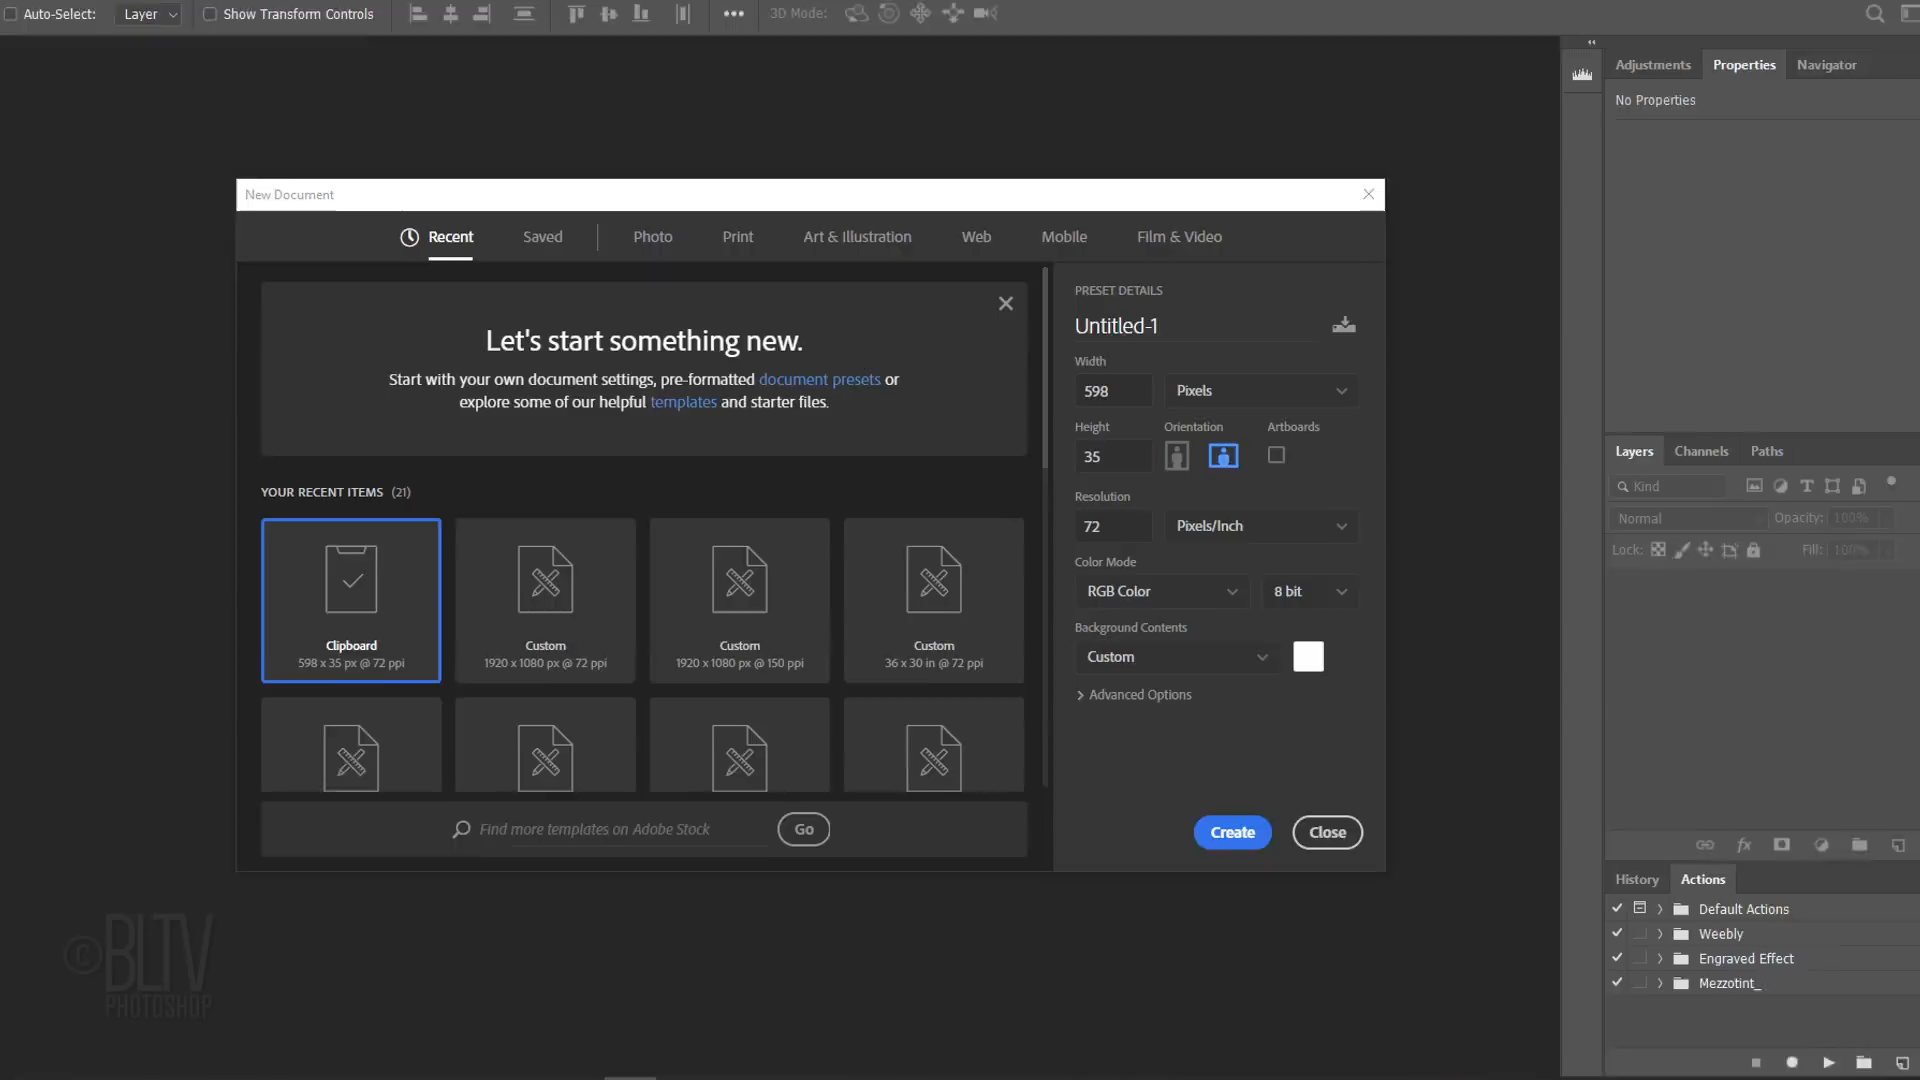 Auto-Select: Layer Show Transform Controls 3D Mode:
Adjustments Properties Navigator
No Properties
New Document
Recent Saved Photo Print Art & Illustration Web Mobile Film & Video
Let's start something new.
Start with your own document settings, pre-formatted document presets or
explore some of our helpful templates and starter files.
YOUR RECENT ITEMS (21)
Clipboard
598 x 35 px @ 72 ppi
Custom
1920 x 1080 px @ 72 ppi
Custom
1920 x 1080 px @ 150 ppi
Custom
36 x 30 in @ 72 ppi
Find more templates on Adobe Stock Go
PRESET DETAILS
Untitled-1
Width
598 Pixels
Height Orientation Artboards
35
Resolution
72 Pixels/Inch
Color Mode
RGB Color 8 bit
Background Contents
Custom
Advanced Options
Create Close
Layers Channels Paths
Kind
Normal Opacity: 100%
Lock: Fill: 100%
fx
History Actions
Default Actions
Weebly
Engraved Effect
Mezzotint_
©BLTV
PHOTOSHOP